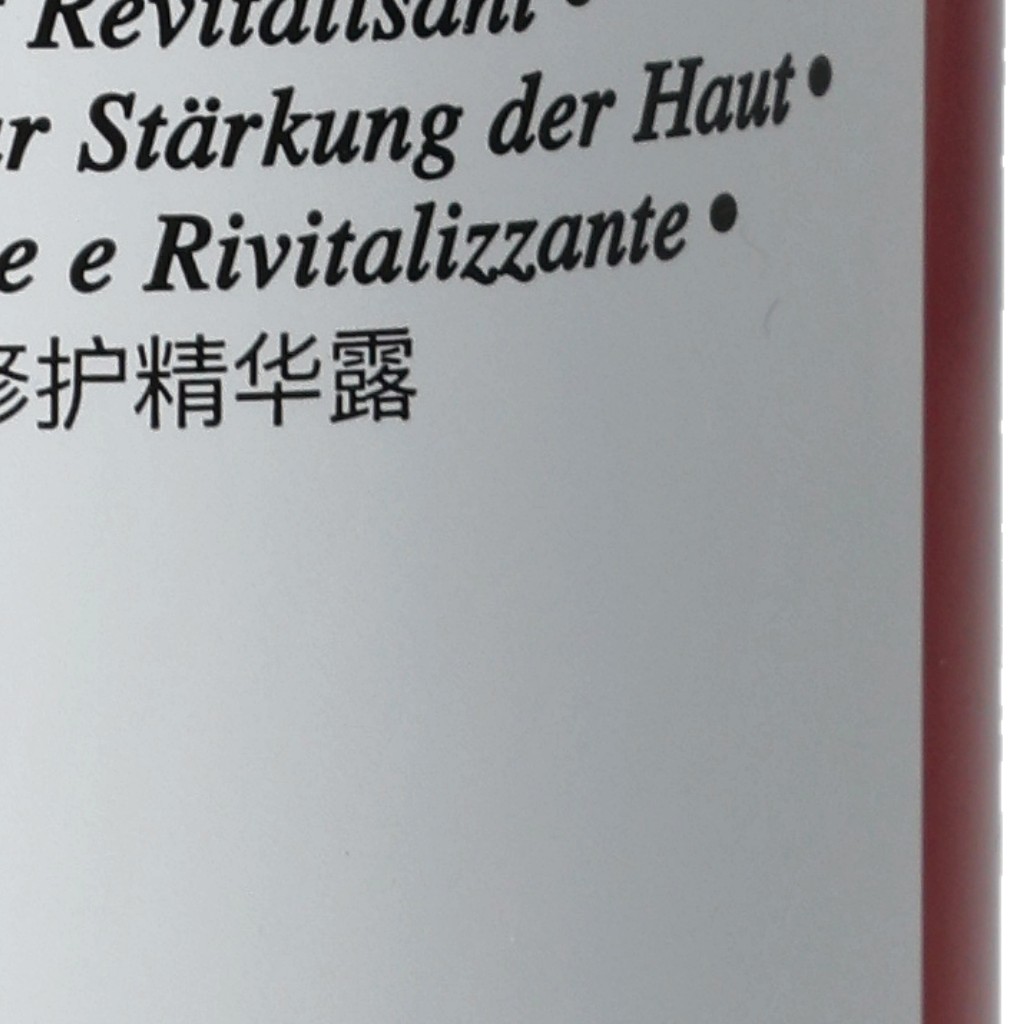 Revitalisant •
Stärkung der Haut •
e e Rivitalizzante •
修护精华露